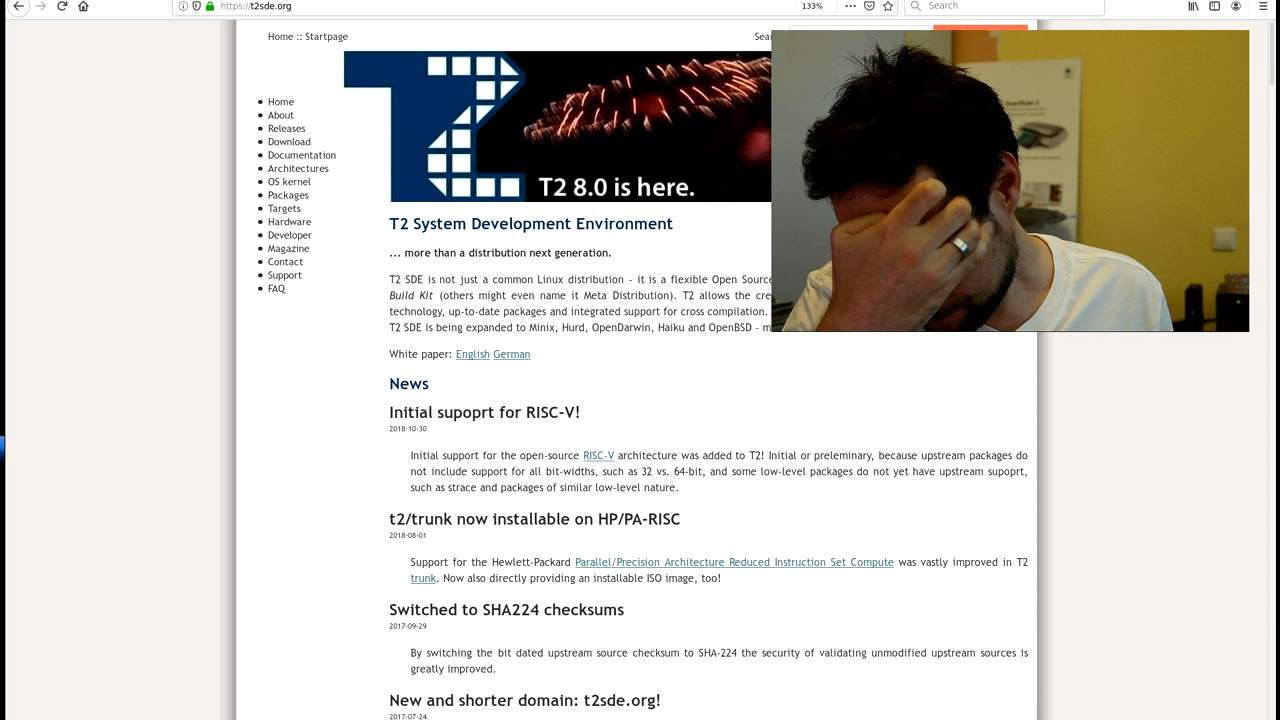 https://t2sde.org
133%
Search
Home :: Startpage
Sear
T2
T2 8.0 is here.
Home
About
Releases
Download
Documentation
Architectures
OS kernel
Packages
Targets
Hardware
Developer
Magazine
Contact
Support
FAQ
T2 System Development Environment
... more than a distribution next generation.
T2 SDE is not just a common Linux distribution - it is a flexible Open Source
Build Kit (others might even name it Meta Distribution). T2 allows the cre
technology, up-to-date packages and integrated support for cross compilation.
T2 SDE is being expanded to Minix, Hurd, OpenDarwin, Haiku and OpenBSD - m
White paper: English German
News
Initial supoprt for RISC-V!
2018-10-30
Initial support for the open-source RISC-V architecture was added to T2! Initial or preleminary, because upstream packages do
not include support for all bit-widths, such as 32 vs. 64-bit, and some low-level packages do not yet have upstream supoprt,
such as strace and packages of similar low-level nature.
t2/trunk now installable on HP/PA-RISC
2018-08-01
Support for the Hewlett-Packard Parallel/Precision Architecture Reduced Instruction Set Compute was vastly improved in T2
trunk. Now also directly providing an installable ISO image, too!
Switched to SHA224 checksums
2017-09-29
By switching the bit dated upstream source checksum to SHA-224 the security of validating unmodified upstream sources is
greatly improved.
New and shorter domain: t2sde.org!
2017-07-24